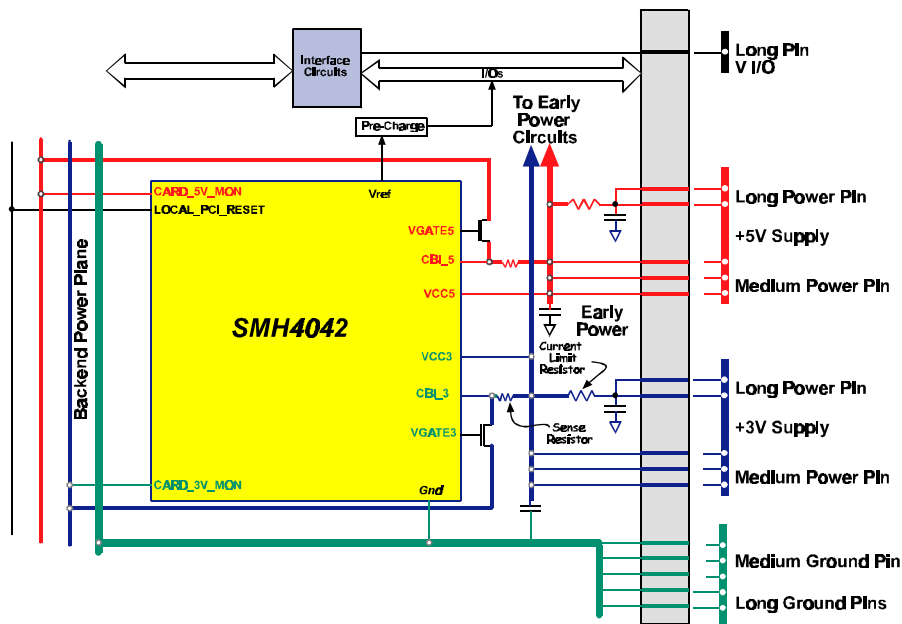 Long Pin
V I/O
Interface
Circuits
I/Os
To Early
Power
Circuits
Pre-Charge
Vref
CARD_5V_MON
LOCAL_PCI_RESET
VGATE5
CBI_5
VCC5
Long Power Pin
+5V Supply
Medium Power Pin
Backend Power Plane
SMH4042
Early
Power
Current
Limit
Resistor
VCC3
CBI_3
VGATE3
Sense
Resistor
Long Power Pin
+3V Supply
Medium Power Pin
CARD_3V_MON
Gnd
Medium Ground Pin
Long Ground Pins